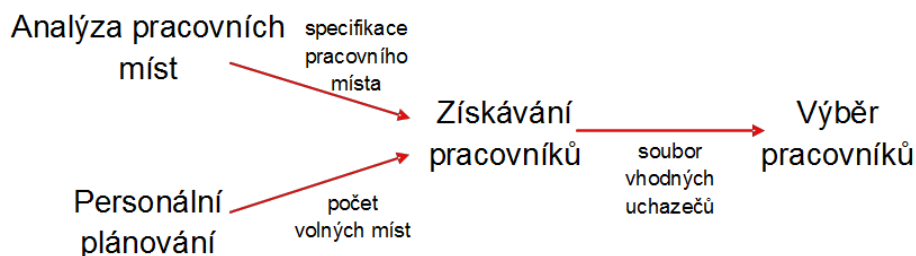 Analýza pracovních
míst
specifikace
pracovního
místa
Personální
plánování
počet
volných míst
Získávání
pracovníků
soubor
vhodných
uchazečů
Výběr
pracovníků